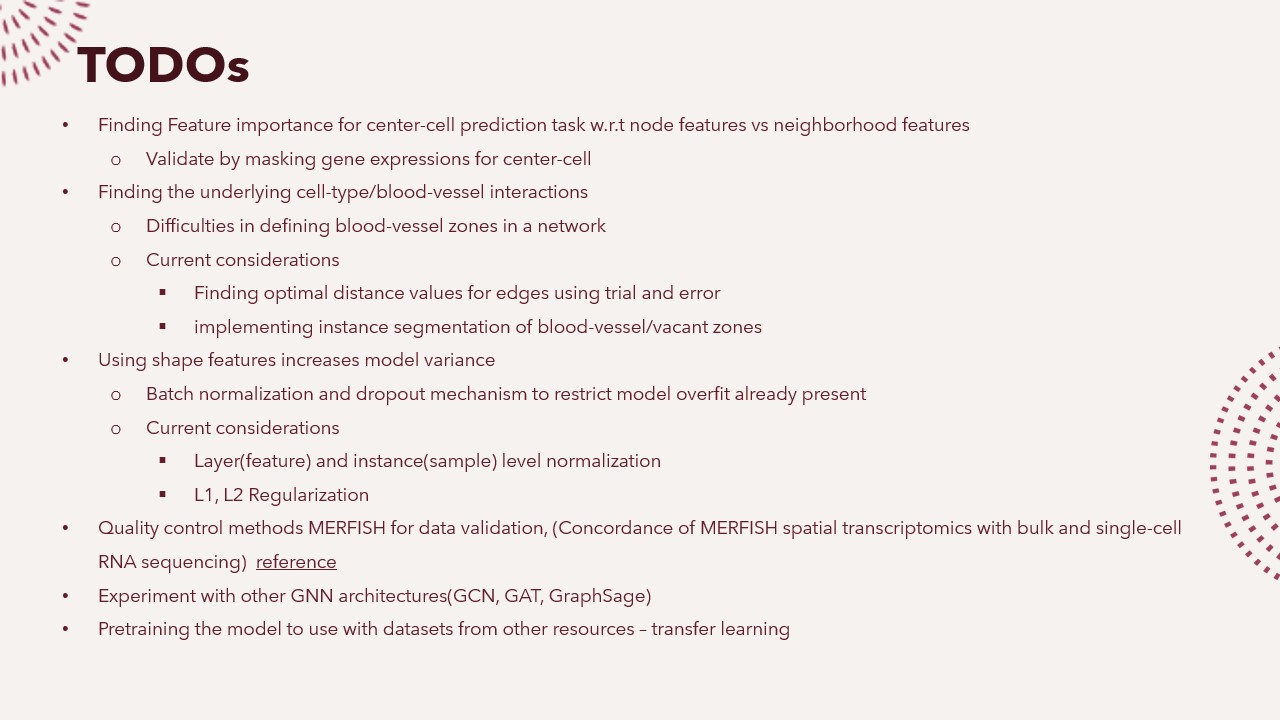 TODOs
• Finding Feature importance for center-cell prediction task w.r.t node features vs neighborhood features
o Validate by masking gene expressions for center-cell
• Finding the underlying cell-type/blood-vessel interactions
o Difficulties in defining blood-vessel zones in a network
o Current considerations
▪ Finding optimal distance values for edges using trial and error
▪ implementing instance segmentation of blood-vessel/vacant zones
• Using shape features increases model variance
o Batch normalization and dropout mechanism to restrict model overfit already present
o Current considerations
▪ Layer(feature) and instance(sample) level normalization
▪ L1, L2 Regularization
• Quality control methods MERFISH for data validation, (Concordance of MERFISH spatial transcriptomics with bulk and single-cell
RNA sequencing) reference
• Experiment with other GNN architectures(GCN, GAT, GraphSage)
• Pretraining the model to use with datasets from other resources – transfer learning